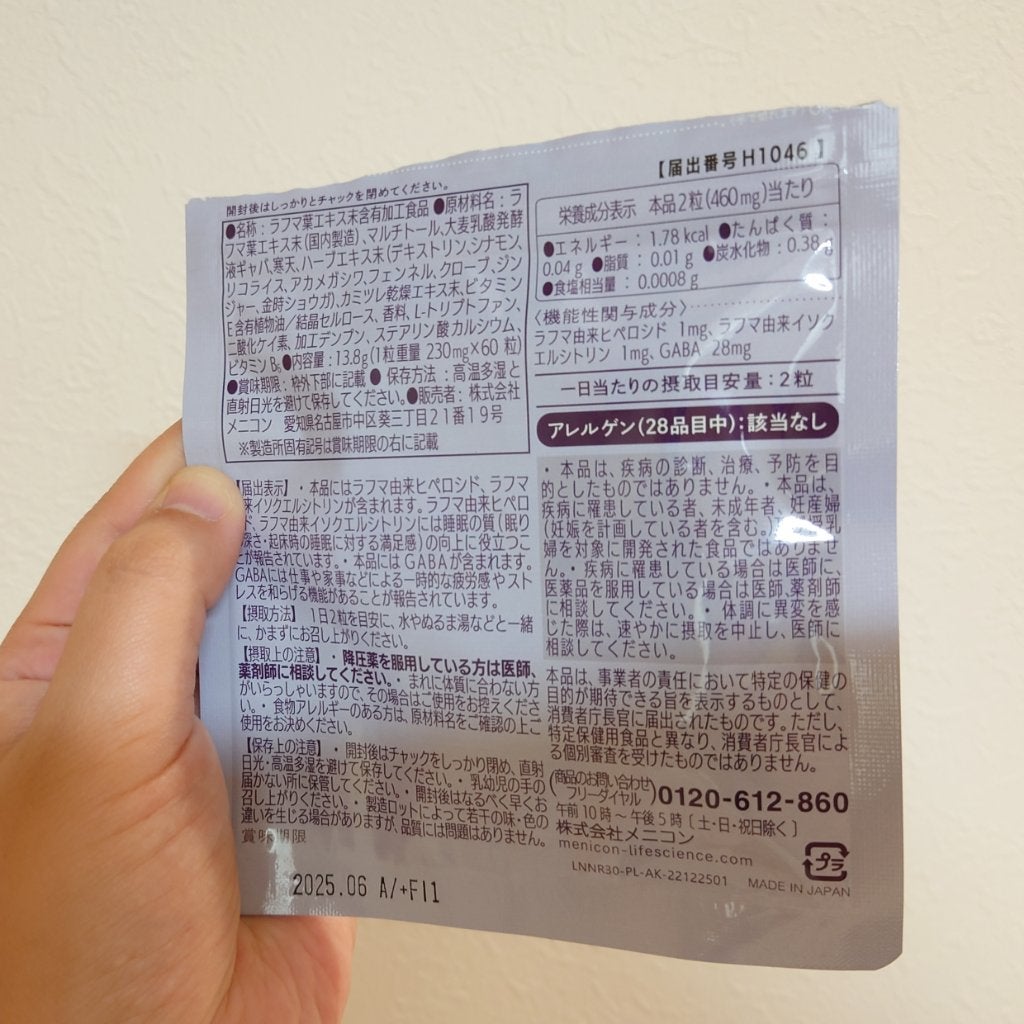 開封後はしっかりとチャックを閉めてください。
●名称：ラフマ葉エキス末含有加工食品 ●原材料名：ラ
フマ葉エキス末(国内製造)、マルチトール、大麦乳酸発酵
液ギャバ、寒天、ハーブエキス末(デキストリン、シナモン、
リコライス、アカメガシワ、フェンネル、クローブ、ジン
ジャー、金時ショウガ)、カミツレ乾燥エキス末、ビタミン
E含有植物油／結晶セルロース、香料、L-トリプトファン、
二酸化ケイ素、加工デンプン、ステアリン酸カルシウム、
ビタミンB₆ ●内容量：13.8g(1粒重量 230mg×60 粒)
●賞味期限：枠外下部に記載 ● 保存方法：高温多湿と
直射日光を避けて保存してください。●販売者：株式会社
メニコン 愛知県名古屋市中区葵三丁目21番19号
※製造所固有記号は賞味期限の右に記載
【届出表示】・本品にはラフマ由来ヒペロシド、ラフマ
来イソクエルシトリンが含まれます。ラフマ由来ヒペロ
ド、ラフマ由来イソクエルシトリンには睡眠の質(眠り
深さ・起床時の睡眠に対する満足感)の向上に役立つこ
とが報告されています。・本品にはGABAが含まれます。
GABAには仕事や家事などによる一時的な疲労感やスト
レスを和らげる機能があることが報告されています。
【摂取方法】 1日2粒を目安に、水やぬるま湯などと一緒
に、かまずにお召し上がりください。
【摂取上の注意】・降圧薬を服用している方は医師、
薬剤師に相談してください。・まれに体質に合わない方
がいらっしゃいますので、その場合はご使用をお控えくださ
い。・食物アレルギーのある方は、原材料名をご確認の上ご
使用をお決めください。
【保存上の注意】・開封後はチャックをしっかり閉め、直射
日光・高温多湿を避けて保存してください。・乳幼児の手の
届かない所に保管してください。・開封後はなるべく早くお
召し上がりください。・製造ロットによって若干の味・色の
違いを生じる場合がありますが、品質には問題はありません。
賞味期限
2025.06 A/+FI1
【届出番号H1046】
栄養成分表示 本品2粒(460mg)当たり
●エネルギー：1.78 kcal ●たんぱく質：
0.04 g ●脂質：0.01 g ●炭水化物：0.38 g
●食塩相当量：0.0008 g
〈機能性関与成分〉
ラフマ由来ヒペロシド 1mg、ラフマ由来イソク
エルシトリン 1mg、GABA 28mg
一日当たりの摂取目安量：2粒
アレルゲン(28品目中)：該当なし
・本品は、疾病の診断、治療、予防を目
的としたものではありません。・本品は、
疾病に罹患している者、未成年者、妊産婦
(妊娠を計画している者を含む。)授乳
婦を対象に開発された食品ではありませ
ん。・疾病に罹患している場合は医師に、
医薬品を服用している場合は医師、薬剤師
に相談してください。・体調に異変を感
じた際は、速やかに摂取を中止し、医師に
相談してください。
本品は、事業者の責任において特定の保健の
目的が期待できる旨を表示するものとして、
消費者庁長官に届出されたものです。ただし、
特定保健用食品と異なり、消費者庁長官によ
る個別審査を受けたものではありません。
(商品のお問い合わせ
フリーダイヤル)0120-612-860
午前10時～午後5時〔土・日・祝日除く〕
株式会社メニコン
menicon-lifescience.com
プラ
LNNR30-PL-AK-22122501 MADE IN JAPAN